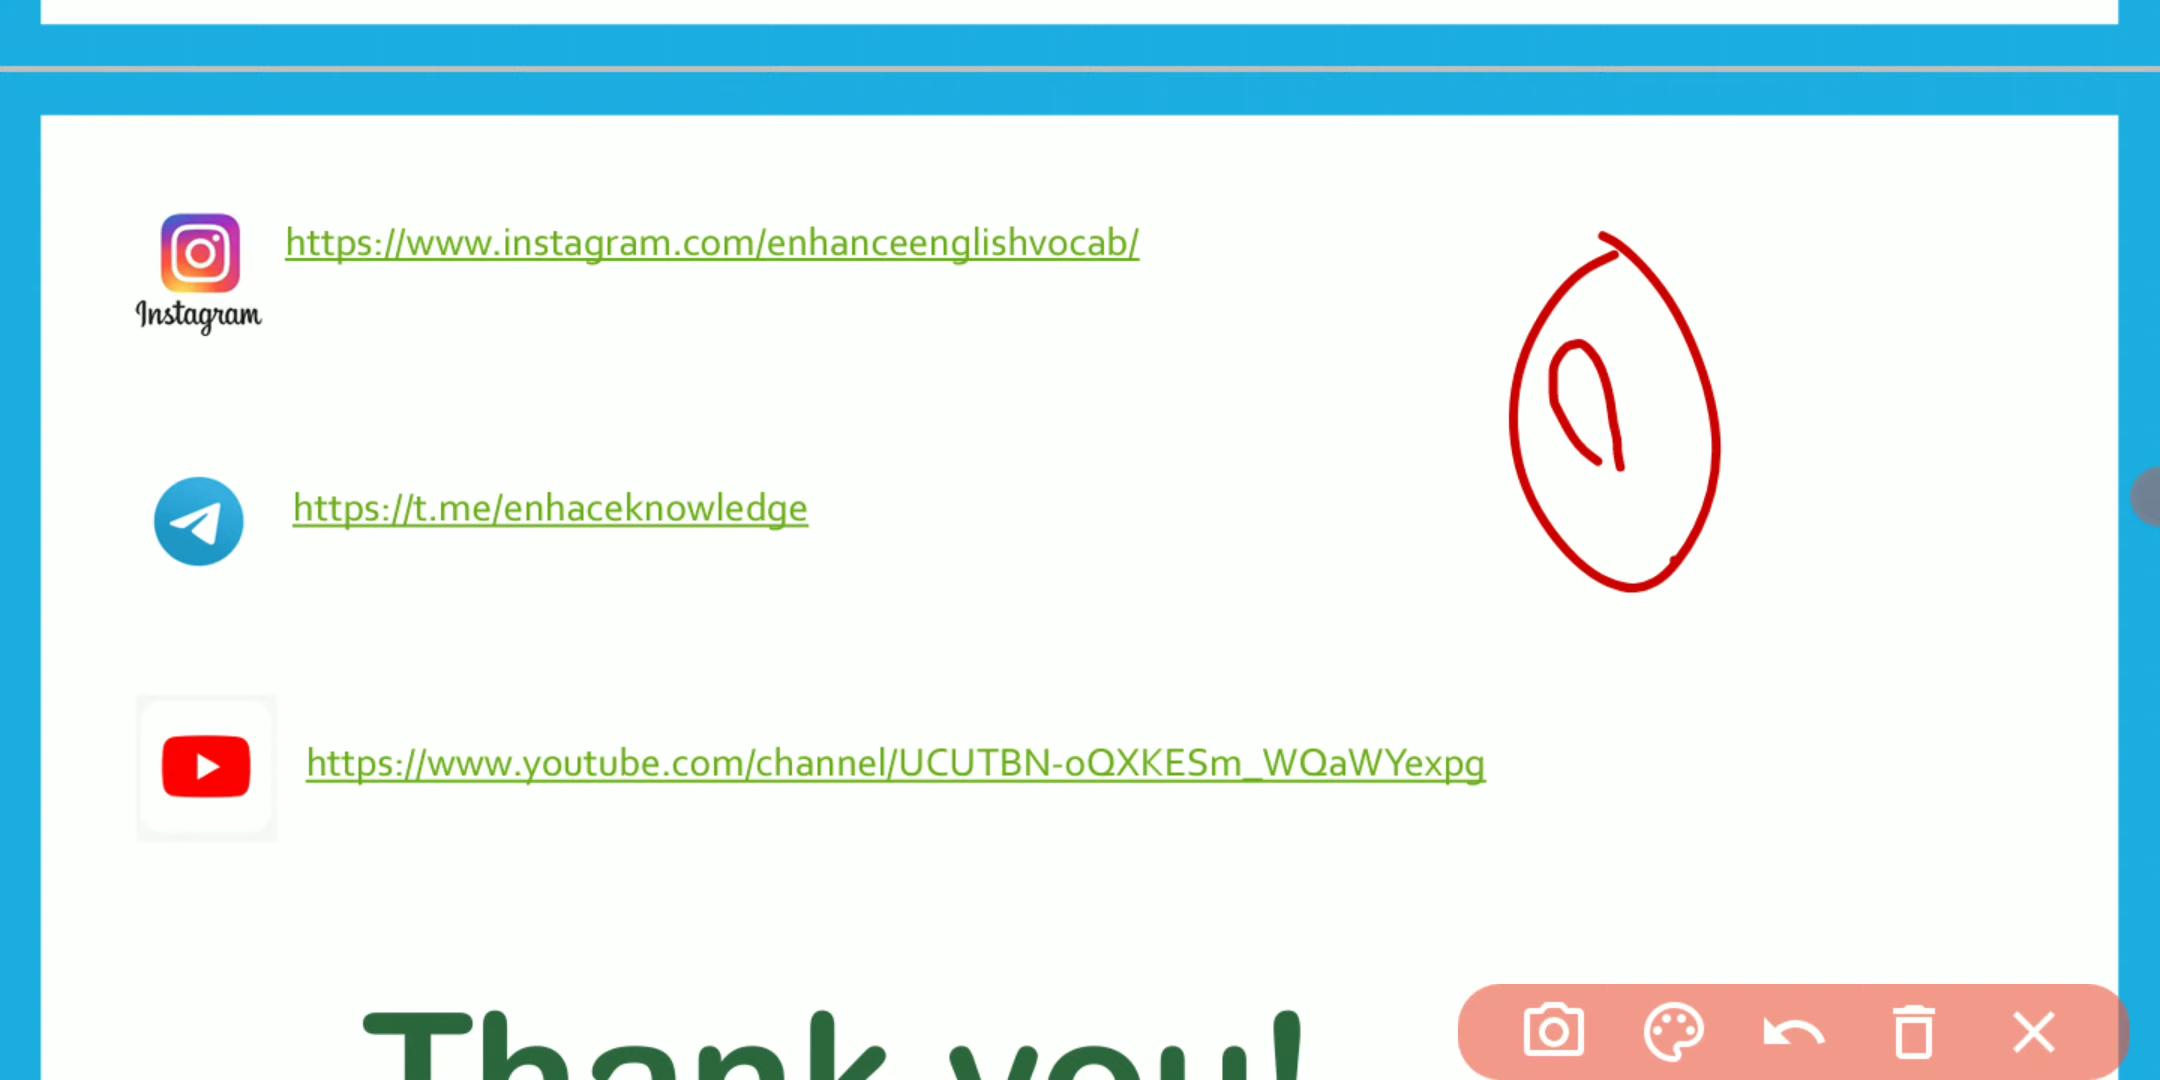 https://www.instagram.com/enhanceenglishvocab/
Instagram
https://t.me/enhaceknowledge
https://www.youtube.com/channel/UCUTBN-oQXKESm_WQaWYexpg
Thank you!